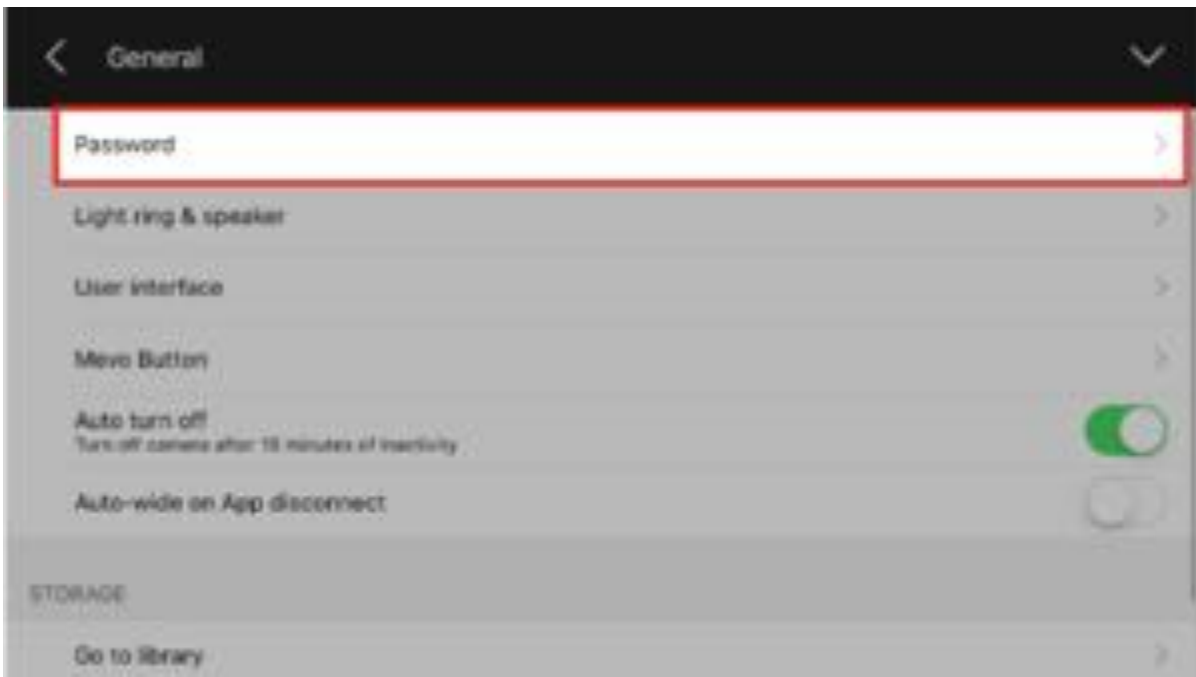 General
Password
Light ring & speaker
User interface
Mevo Button
Auto turn off
Turn off camera after 15 minutes of inactivity
Auto-wide on App disconnect
STORAGE
Go to library